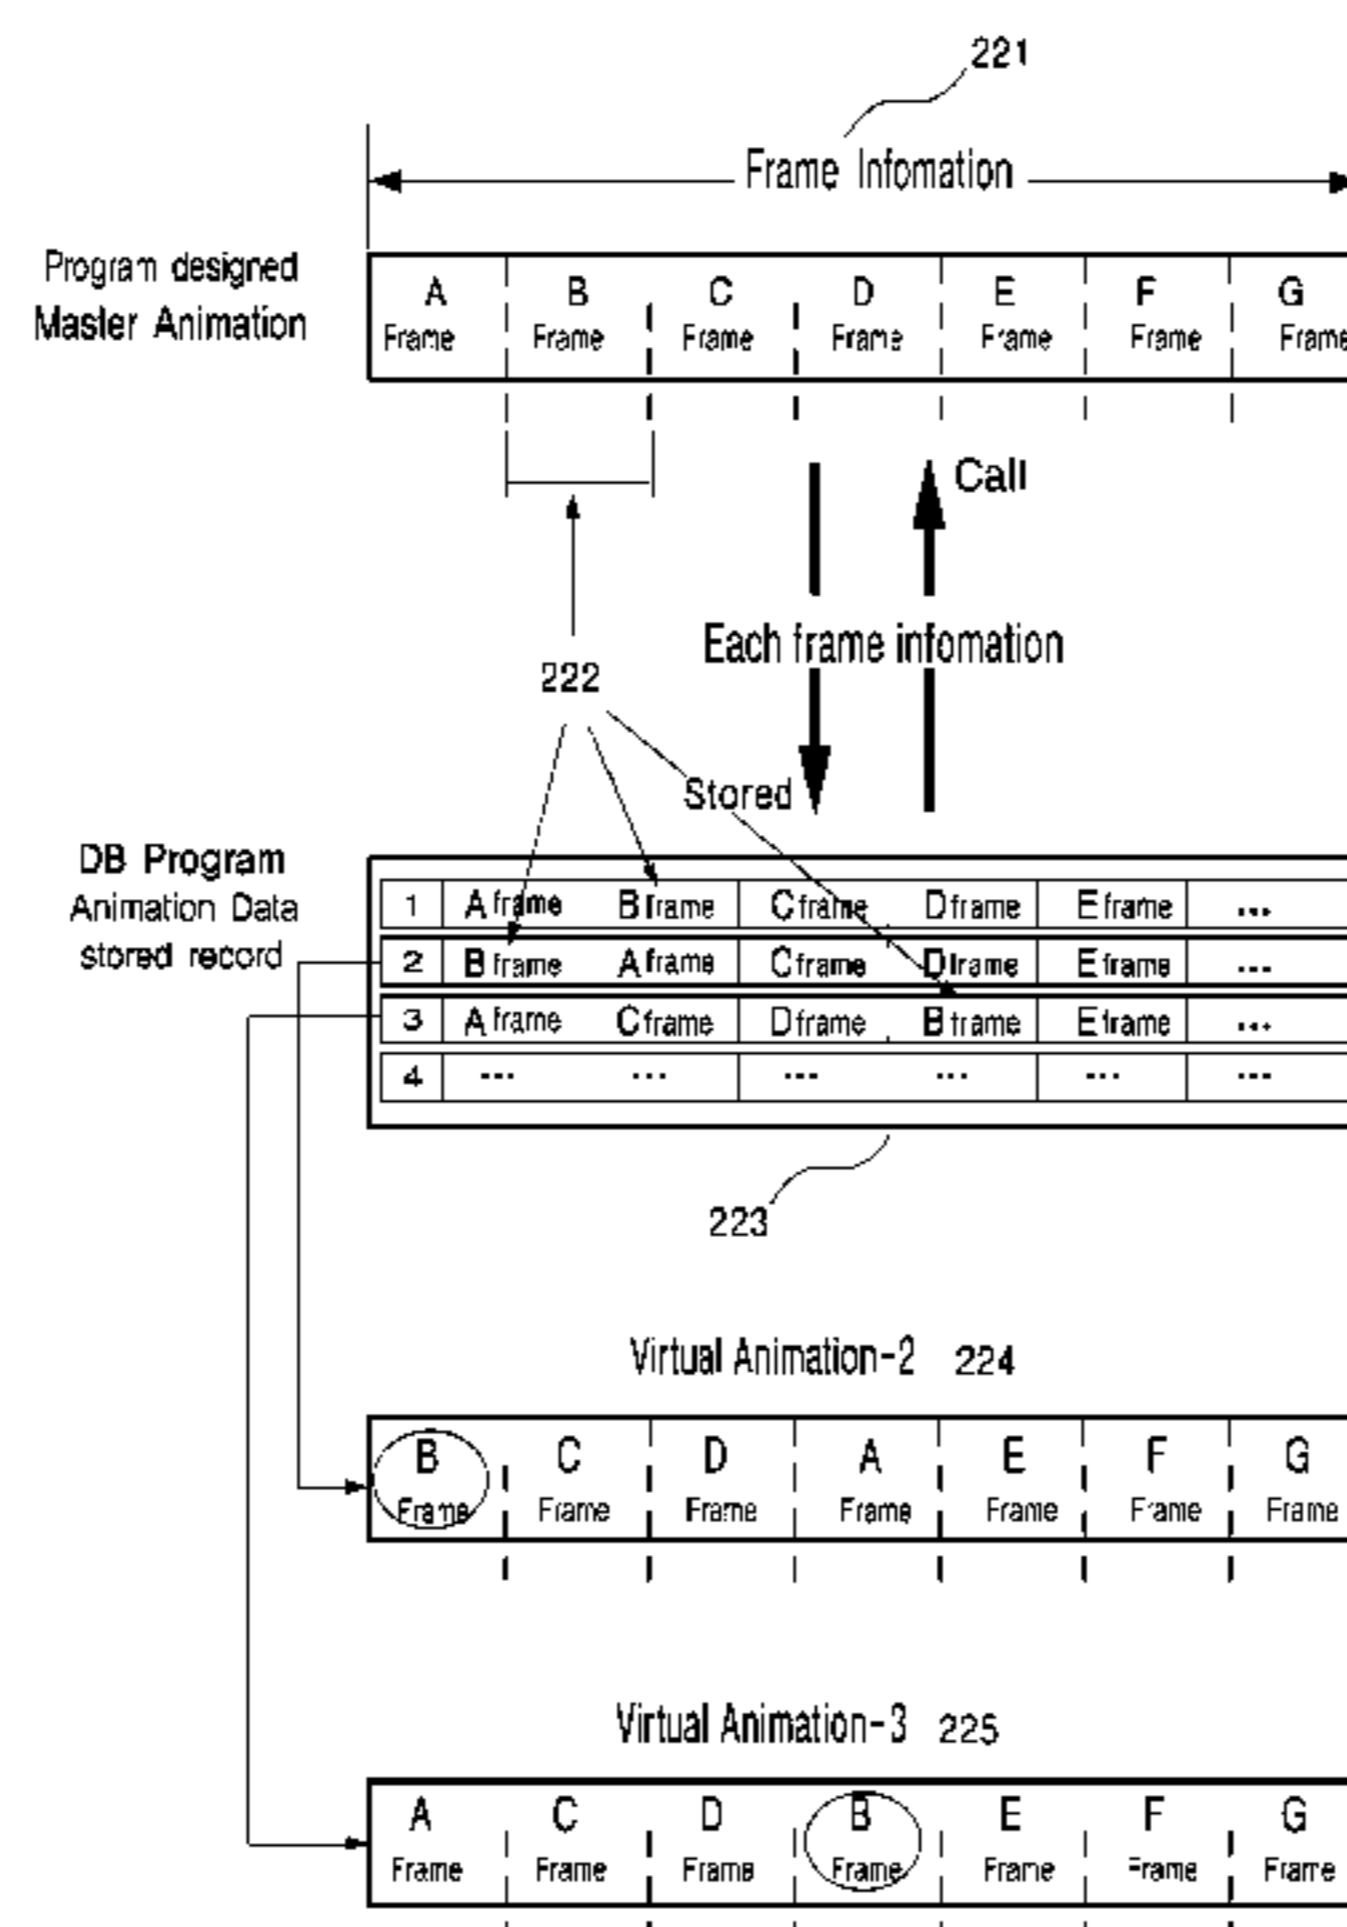 221
Frame Infomation
Program designed
Master Animation
A B C D E F G
Frame Frame Frame Frame Frame Frame Frame
Call
Each frame infomation
222
Stored
DB Program
Animation Data
stored record
1 A frame B frame C frame D frame E frame ...
2 B frame A frame C frame D frame E frame ...
3 A frame C frame D frame B frame E frame ...
4 ... ... ... ... ... ...
223
Virtual Animation-2 224
B C D A E F G
Frame Frame Frame Frame Frame Frame Frame
Virtual Animation-3 225
A C D B E F G
Frame Frame Frame Frame Frame Frame Frame